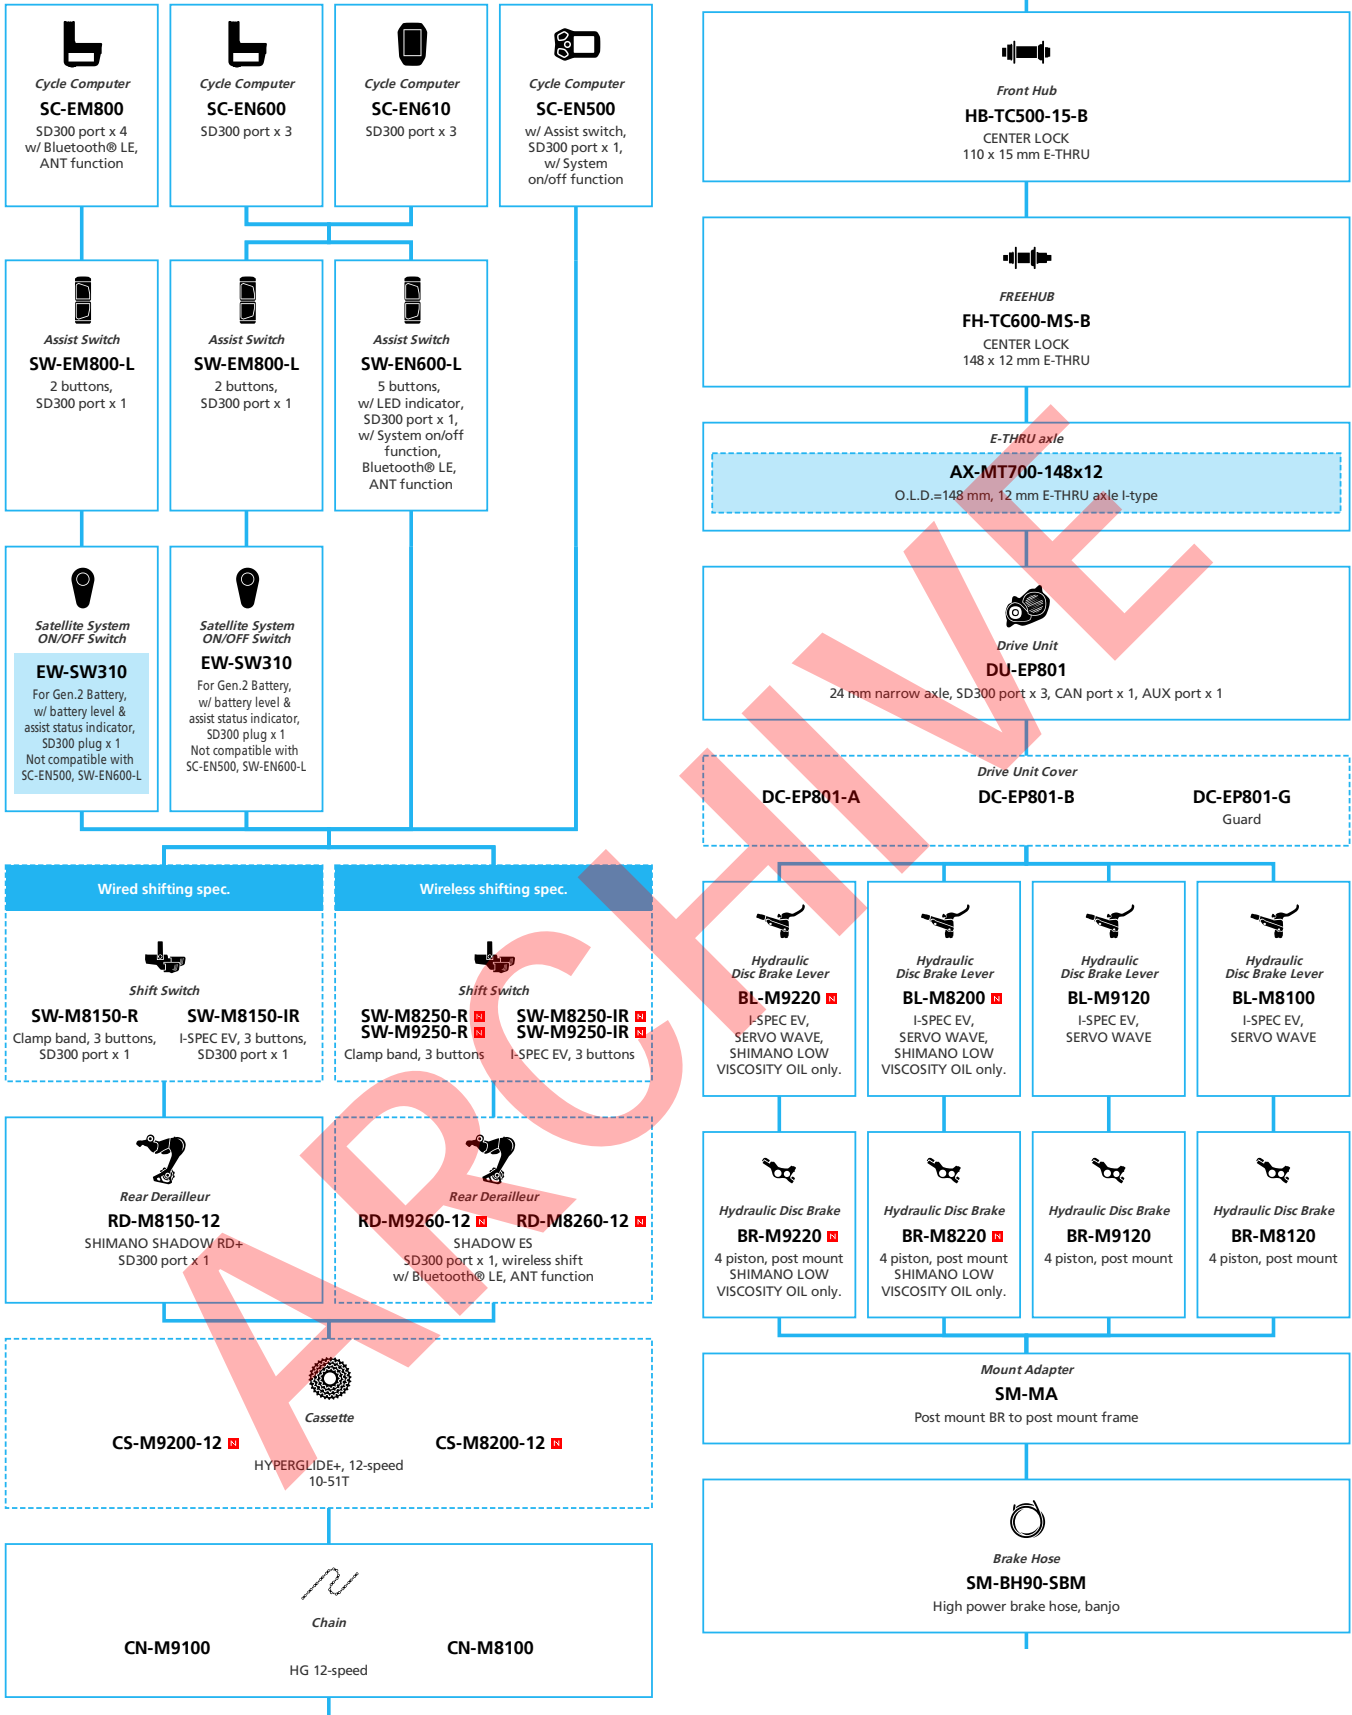 Cycle Computer
SC-EM800
SD300 port x 4
w/ Bluetooth® LE,
ANT function
Cycle Computer
SC-EN600
SD300 port x 3
Cycle Computer
SC-EN610
SD300 port x 3
Cycle Computer
SC-EN500
w/ Assist switch,
SD300 port x 1,
w/ System
on/off function
Assist Switch
SW-EM800-L
2 buttons,
SD300 port x 1
Assist Switch
SW-EM800-L
2 buttons,
SD300 port x 1
Assist Switch
SW-EN600-L
5 buttons,
w/ LED indicator,
SD300 port x 1,
w/ System on/off
function,
Bluetooth® LE,
ANT function
Satellite System
ON/OFF Switch
EW-SW310
For Gen.2 Battery,
w/ battery level &
assist status indicator,
SD300 plug x 1
Not compatible with
SC-EN500, SW-EN600-L
Satellite System
ON/OFF Switch
EW-SW310
For Gen.2 Battery,
w/ battery level &
assist status indicator,
SD300 plug x 1
Not compatible with
SC-EN500, SW-EN600-L
Wired shifting spec.
Shift Switch
SW-M8150-R
Clamp band, 3 buttons,
SD300 port x 1
SW-M8150-IR
I-SPEC EV, 3 buttons,
SD300 port x 1
Wireless shifting spec.
Shift Switch
SW-M8250-R N
SW-M9250-R N
Clamp band, 3 buttons
SW-M8250-IR N
SW-M9250-IR N
I-SPEC EV, 3 buttons
Rear Derailleur
RD-M8150-12
SHIMANO SHADOW RD+
SD300 port x 1
Rear Derailleur
RD-M9260-12 N RD-M8260-12 N
SHADOW ES
SD300 port x 1, wireless shift
w/ Bluetooth® LE, ANT function
Cassette
CS-M9200-12 N CS-M8200-12 N
HYPERGLIDE+, 12-speed
10-51T
Chain
CN-M9100 CN-M8100
HG 12-speed
Front Hub
HB-TC500-15-B
CENTER LOCK
110 x 15 mm E-THRU
FREEHUB
FH-TC600-MS-B
CENTER LOCK
148 x 12 mm E-THRU
E-THRU axle
AX-MT700-148x12
O.L.D.=148 mm, 12 mm E-THRU axle I-type
Drive Unit
DU-EP801
24 mm narrow axle, SD300 port x 3, CAN port x 1, AUX port x 1
Drive Unit Cover
DC-EP801-A DC-EP801-B DC-EP801-G
Guard
Hydraulic
Disc Brake Lever
BL-M9220 N
I-SPEC EV,
SERVO WAVE,
SHIMANO LOW
VISCOSITY OIL only.
Hydraulic
Disc Brake Lever
BL-M8200 N
I-SPEC EV,
SERVO WAVE,
SHIMANO LOW
VISCOSITY OIL only.
Hydraulic
Disc Brake Lever
BL-M9120
I-SPEC EV,
SERVO WAVE
Hydraulic
Disc Brake Lever
BL-M8100
I-SPEC EV,
SERVO WAVE
Hydraulic Disc Brake
BR-M9220 N
4 piston, post mount
SHIMANO LOW
VISCOSITY OIL only.
Hydraulic Disc Brake
BR-M8220 N
4 piston, post mount
SHIMANO LOW
VISCOSITY OIL only.
Hydraulic Disc Brake
BR-M9120
4 piston, post mount
Hydraulic Disc Brake
BR-M8120
4 piston, post mount
Mount Adapter
SM-MA
Post mount BR to post mount frame
Brake Hose
SM-BH90-SBM
High power brake hose, banjo
ARCHIVE